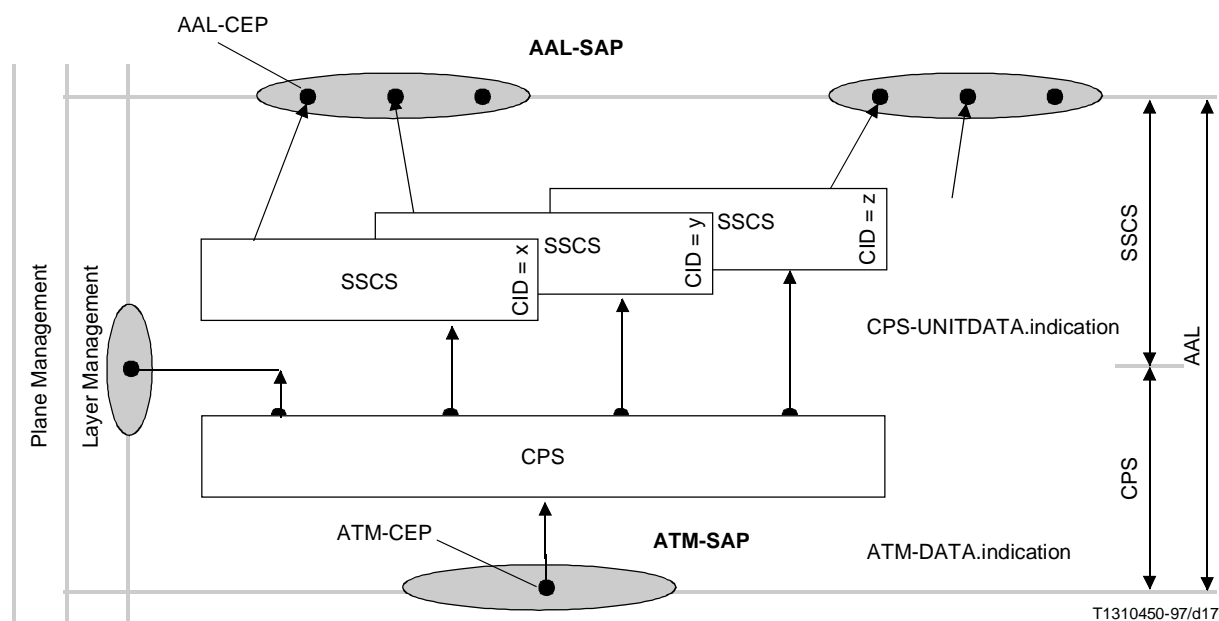 AAL-CEP
AAL-SAP
SSCS
CID = z
SSCS
CID = y
SSCS
CID = x
SSCS
Plane Management
Layer Management
CPS-UNITDATA.indication
AAL
CPS
CPS
ATM-CEP
ATM-SAP
ATM-DATA.indication
T1310450-97/d17